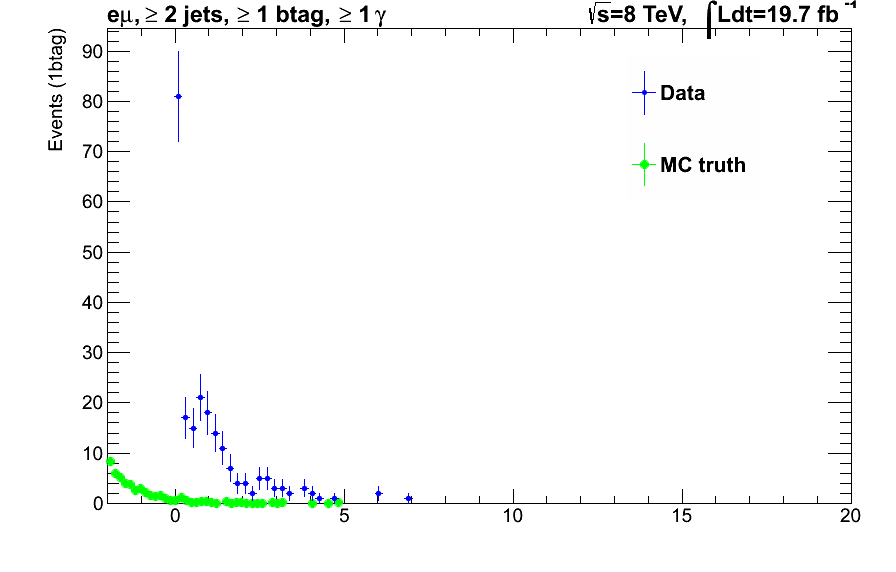 eμ, ≥ 2 jets, ≥ 1 btag, ≥ 1 γ
√s=8 TeV, ∫Ldt=19.7 fb⁻¹
Events (1btag)
Data
MC truth
90
80
70
60
50
40
30
20
10
0
0 5 10 15 20